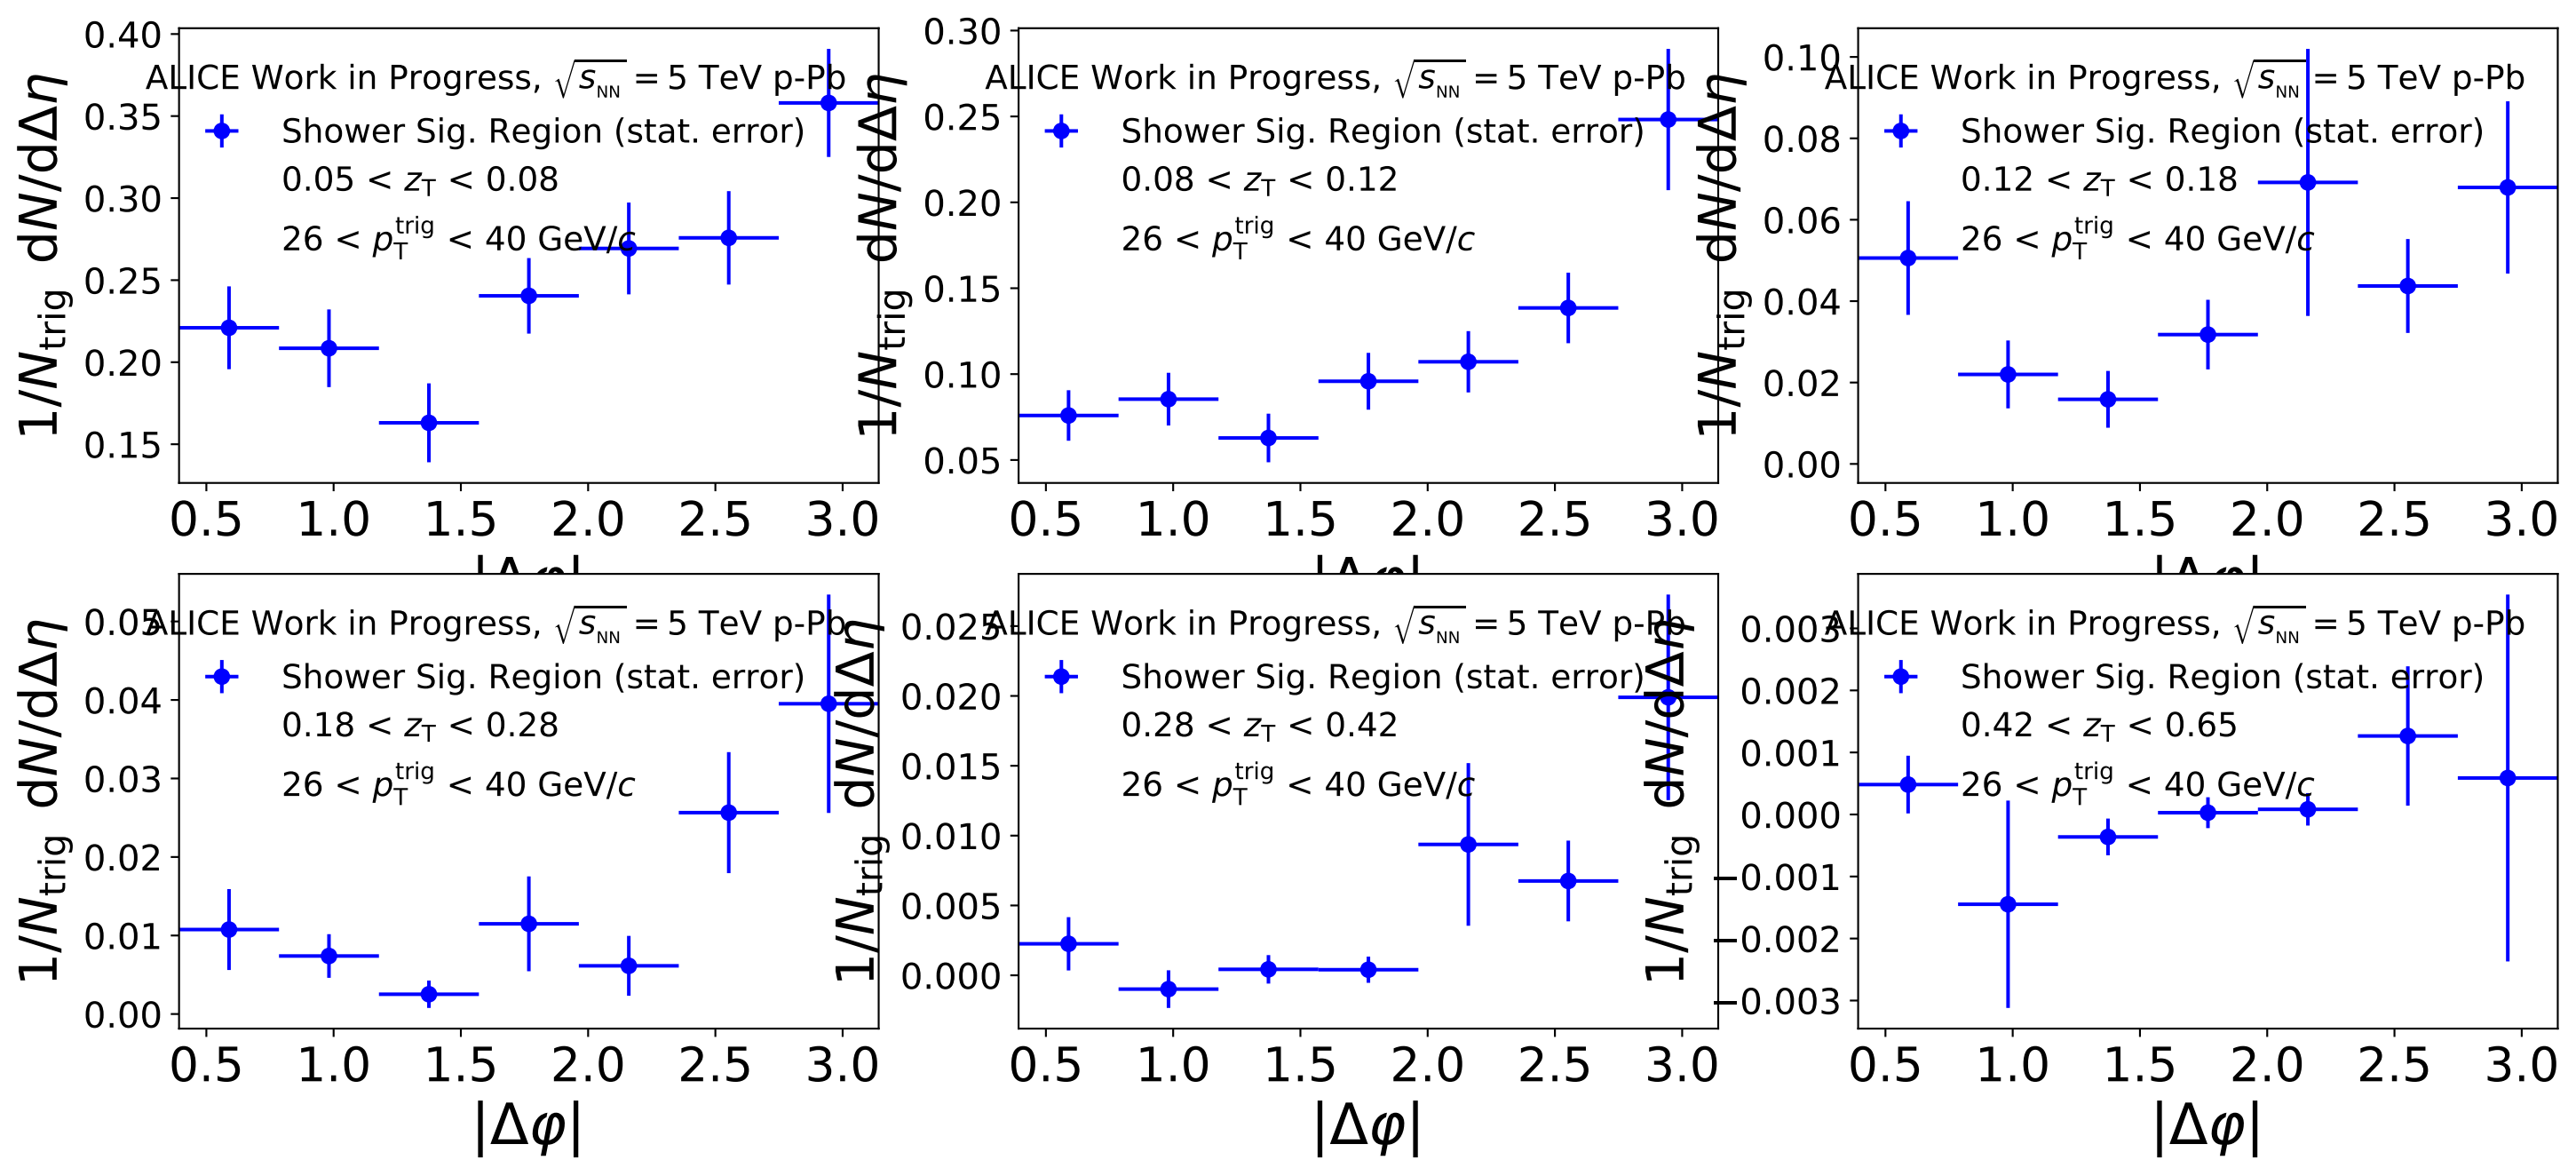 0.40
0.35
0.30
0.25
0.20
0.15
1/N_trig dN/dΔη
ALICE Work in Progress, √s_NN = 5 TeV p-Pb
Shower Sig. Region (stat. error)
0.05 < z_T < 0.08
26 < p_T^trig < 40 GeV/c
0.5 1.0 1.5 2.0 2.5 3.0
|Δφ|
0.30
0.25
0.20
0.15
0.10
0.05
1/N_trig dN/dΔη
ALICE Work in Progress, √s_NN = 5 TeV p-Pb
Shower Sig. Region (stat. error)
0.08 < z_T < 0.12
26 < p_T^trig < 40 GeV/c
0.5 1.0 1.5 2.0 2.5 3.0
|Δφ|
0.10
0.08
0.06
0.04
0.02
0.00
1/N_trig dN/dΔη
ALICE Work in Progress, √s_NN = 5 TeV p-Pb
Shower Sig. Region (stat. error)
0.12 < z_T < 0.18
26 < p_T^trig < 40 GeV/c
0.5 1.0 1.5 2.0 2.5 3.0
|Δφ|
0.05
0.04
0.03
0.02
0.01
0.00
1/N_trig dN/dΔη
ALICE Work in Progress, √s_NN = 5 TeV p-Pb
Shower Sig. Region (stat. error)
0.18 < z_T < 0.28
26 < p_T^trig < 40 GeV/c
0.5 1.0 1.5 2.0 2.5 3.0
|Δφ|
0.025
0.020
0.015
0.010
0.005
0.000
1/N_trig dN/dΔη
ALICE Work in Progress, √s_NN = 5 TeV p-Pb
Shower Sig. Region (stat. error)
0.28 < z_T < 0.42
26 < p_T^trig < 40 GeV/c
0.5 1.0 1.5 2.0 2.5 3.0
|Δφ|
0.003
0.002
0.001
0.000
−0.001
−0.002
−0.003
1/N_trig dN/dΔη
ALICE Work in Progress, √s_NN = 5 TeV p-Pb
Shower Sig. Region (stat. error)
0.42 < z_T < 0.65
26 < p_T^trig < 40 GeV/c
0.5 1.0 1.5 2.0 2.5 3.0
|Δφ|